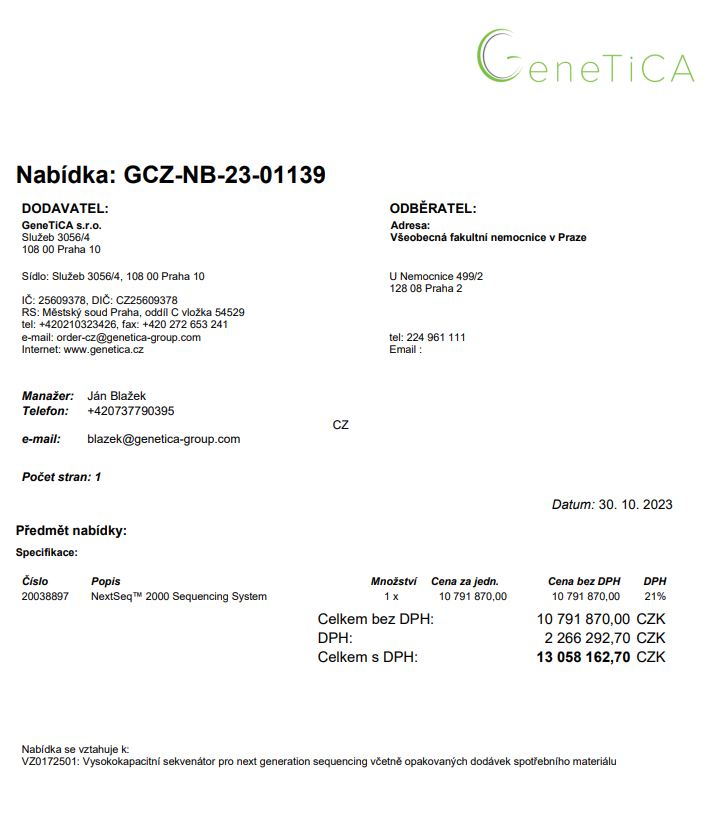 GeneTiCA
Nabídka: GCZ-NB-23-01139
DODAVATEL:
GeneTiCA s.r.o.
Služeb 3056/4
108 00 Praha 10
Sídlo: Služeb 3056/4, 108 00 Praha 10
IČ: 25609378, DIČ: CZ25609378
RS: Městský soud Praha, oddíl C vložka 54529
tel: +420210323426, fax: +420 272 653 241
e-mail: order-cz@genetica-group.com
Internet: www.genetica.cz
ODBĚRATEL:
Adresa:
Všeobecná fakultní nemocnice v Praze
U Nemocnice 499/2
128 08 Praha 2
tel: 224 961 111
Email :
Manažer: Ján Blažek
Telefon: +420737790395
CZ
e-mail: blazek@genetica-group.com
Počet stran: 1
Datum: 30. 10. 2023
Předmět nabídky:
Specifikace:
Číslo Popis Množství Cena za jedn. Cena bez DPH DPH
20038897 NextSeq™ 2000 Sequencing System 1 x 10 791 870,00 10 791 870,00 21%
Celkem bez DPH: 10 791 870,00 CZK
DPH: 2 266 292,70 CZK
Celkem s DPH: 13 058 162,70 CZK
Nabídka se vztahuje k:
VZ0172501: Vysokokapacitní sekvenátor pro next generation sequencing včetně opakovaných dodávek spotřebního materiálu